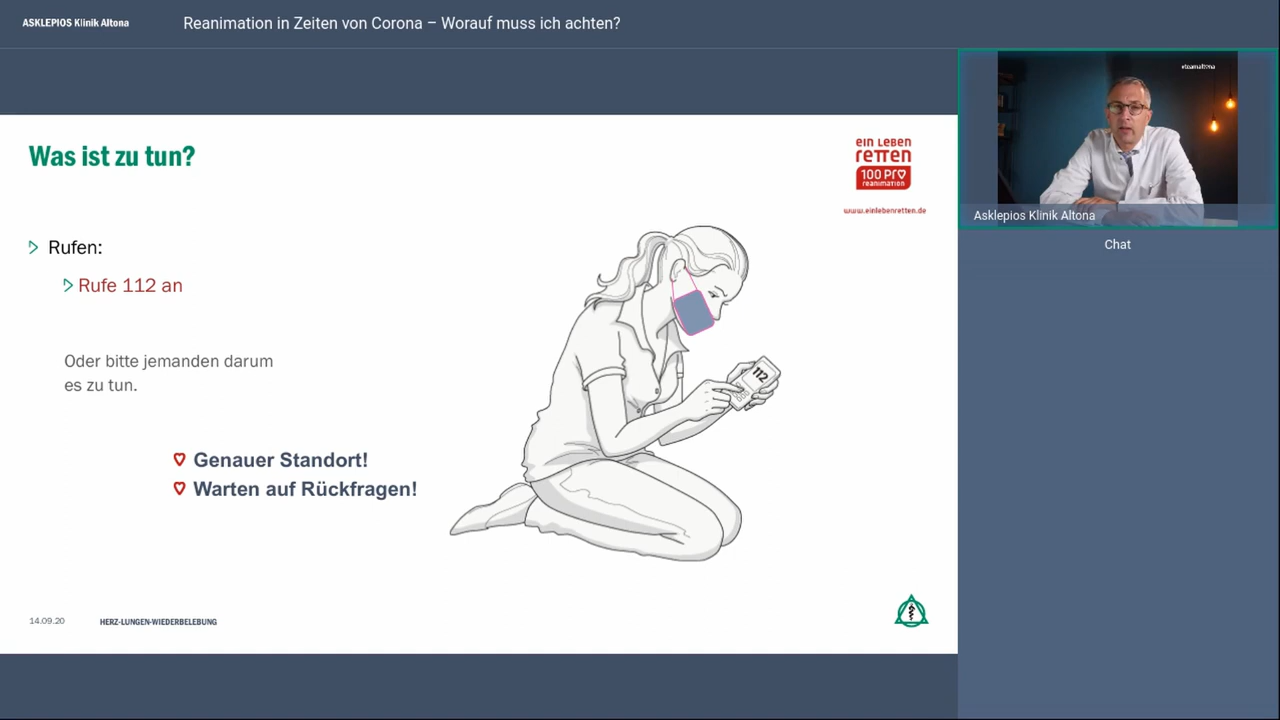 ASKLEPIOS Klinik Altona
Reanimation in Zeiten von Corona – Worauf muss ich achten?
#teamaltona
Was ist zu tun?
ein Leben
retten
100 Pro
reanimation
www.einlebenretten.de
Asklepios Klinik Altona
Chat
Rufen:
Rufe 112 an
112
Oder bitte jemanden darum
es zu tun.
Genauer Standort!
Warten auf Rückfragen!
14.09.20
HERZ-LUNGEN-WIEDERBELEBUNG